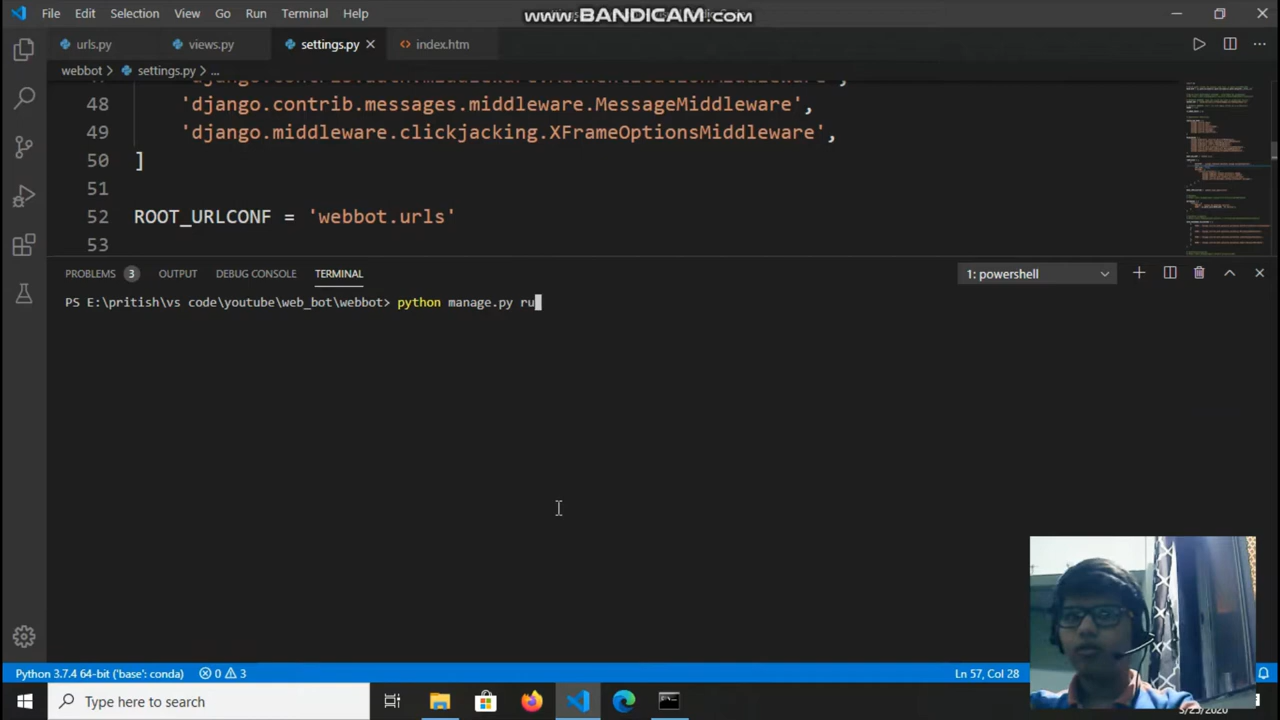 File Edit Selection View Go Run Terminal Help
www.BANDICAM.com
urls.py views.py settings.py index.htm
webbot > settings.py > ...
48 'django.contrib.messages.middleware.MessageMiddleware',
49 'django.middleware.clickjacking.XFrameOptionsMiddleware',
50 ]
51
52 ROOT_URLCONF = 'webbot.urls'
53
PROBLEMS 3 OUTPUT DEBUG CONSOLE TERMINAL 1: powershell
PS E:\pritish\vs code\youtube\web_bot\webbot> python manage.py ru
Python 3.7.4 64-bit ('base': conda) 0 3 Ln 57, Col 28
Type here to search